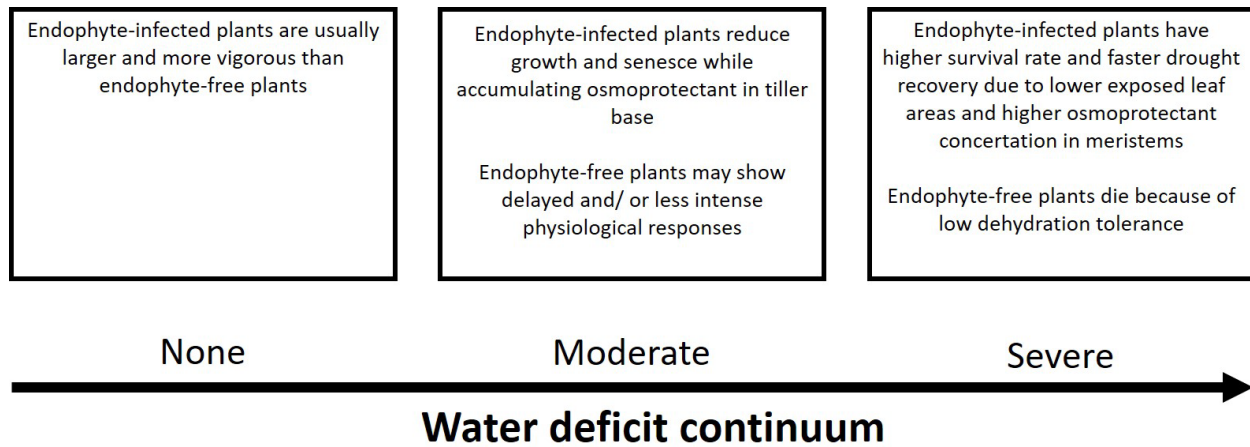 Endophyte-infected plants are usually
larger and more vigorous than
endophyte-free plants
Endophyte-infected plants reduce
growth and senesce while
accumulating osmoprotectant in tiller
base
Endophyte-free plants may show
delayed and/ or less intense
physiological responses
Endophyte-infected plants have
higher survival rate and faster drought
recovery due to lower exposed leaf
areas and higher osmoprotectant
concertation in meristems
Endophyte-free plants die because of
low dehydration tolerance
None
Moderate
Severe
Water deficit continuum